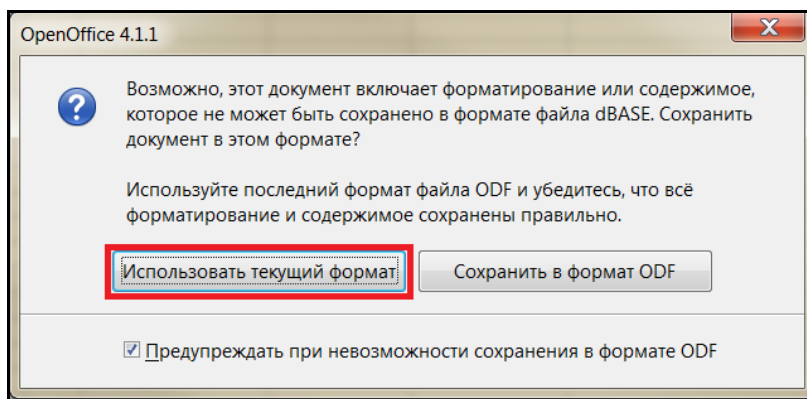 OpenOffice 4.1.1
Возможно, этот документ включает форматирование или содержимое,
которое не может быть сохранено в формате файла dBASE. Сохранить
документ в этом формате?
Используйте последний формат файла ODF и убедитесь, что всё
форматирование и содержимое сохранены правильно.
Использовать текущий формат Сохранить в формат ODF
Предупреждать при невозможности сохранения в формате ODF